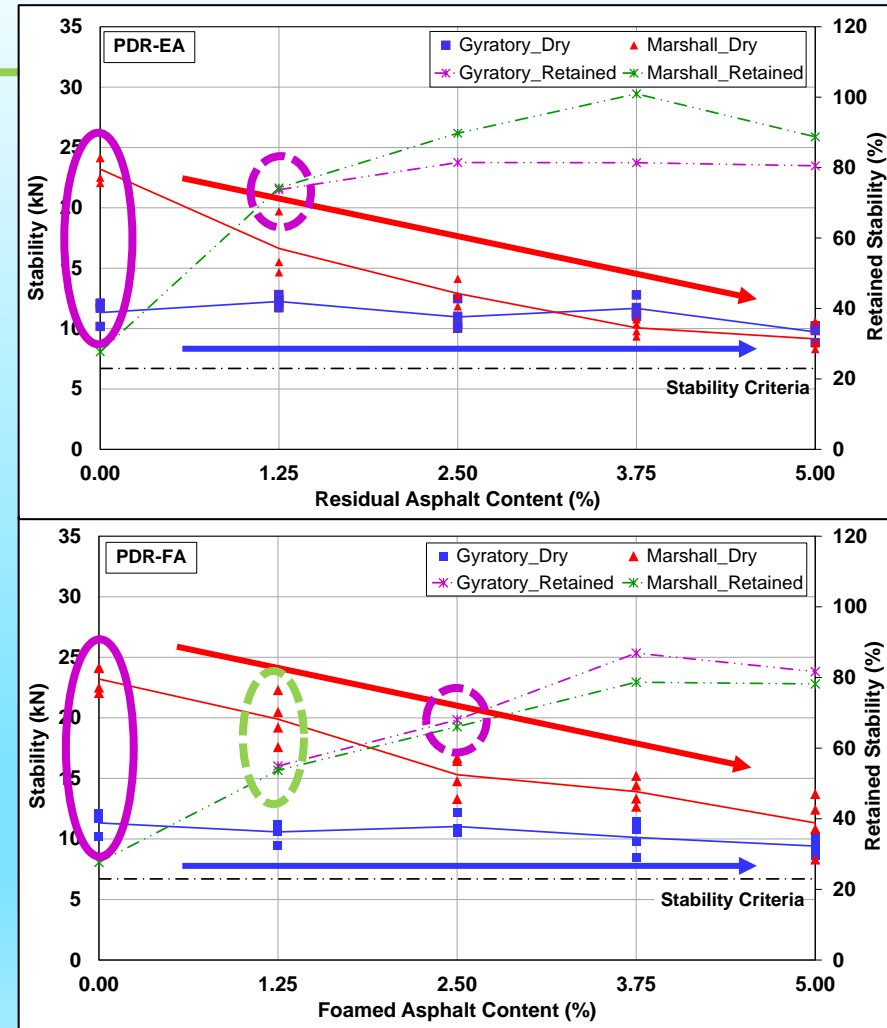 PDR-EA
Gyratory_Dry Marshall_Dry
Gyratory_Retained Marshall_Retained
35
30
25
20
15
10
5
0
Stability (kN)
120
100
80
60
40
20
0
Retained Stability (%)
Stability Criteria
0.00 1.25 2.50 3.75 5.00
Residual Asphalt Content (%)
PDR-FA
Gyratory_Dry Marshall_Dry
Gyratory_Retained Marshall_Retained
35
30
25
20
15
10
5
0
Stability (kN)
120
100
80
60
40
20
0
Retained Stability (%)
Stability Criteria
0.00 1.25 2.50 3.75 5.00
Foamed Asphalt Content (%)